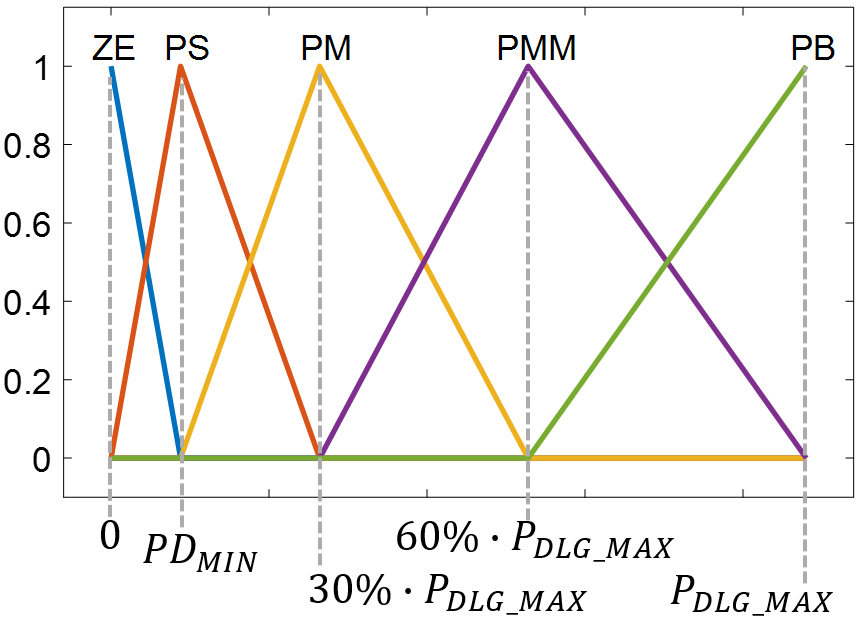 ZE PS PM PMM PB
1
0.8
0.6
0.4
0.2
0
0 PD_MIN 60% · P_DLG_MAX
30% · P_DLG_MAX P_DLG_MAX